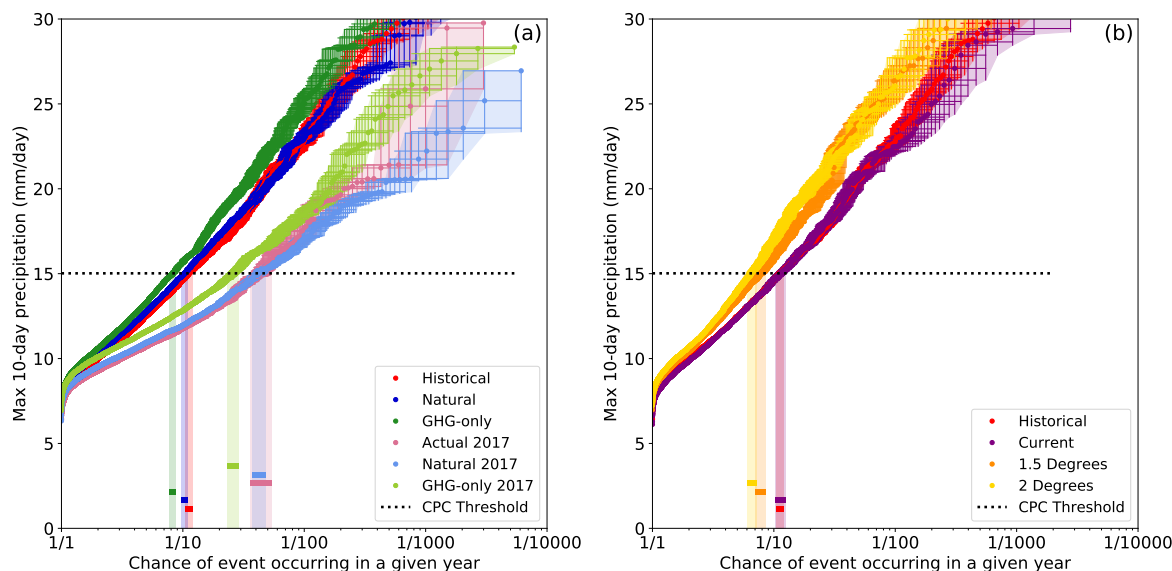 (a)
Max 10-day precipitation (mm/day)
30
25
20
15
10
5
0
Historical
Natural
GHG-only
Actual 2017
Natural 2017
GHG-only 2017
CPC Threshold
1/1
1/10
1/100
1/1000
1/10000
Chance of event occurring in a given year
(b)
Max 10-day precipitation (mm/day)
30
25
20
15
10
5
0
Historical
Current
1.5 Degrees
2 Degrees
CPC Threshold
1/1
1/10
1/100
1/1000
1/10000
Chance of event occurring in a given year